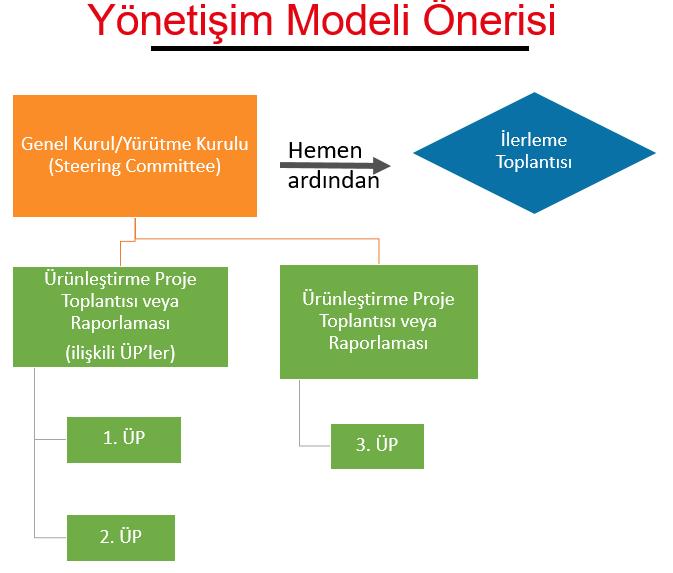 Yönetişim Modeli Önerisi
Genel Kurul/Yürütme Kurulu
(Steering Committee)
Hemen
ardından
İlerleme
Toplantısı
Ürünleştirme Proje
Toplantısı veya
Raporlaması
(ilişkili ÜP’ler)
Ürünleştirme Proje
Toplantısı veya
Raporlaması
1. ÜP
3. ÜP
2. ÜP